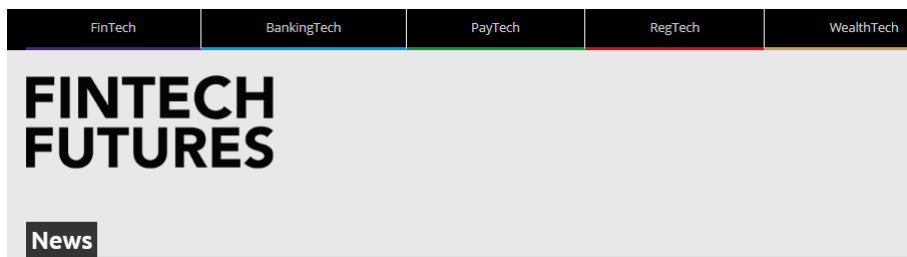 FinTech BankingTech PayTech RegTech WealthTech
FINTECH
FUTURES
News